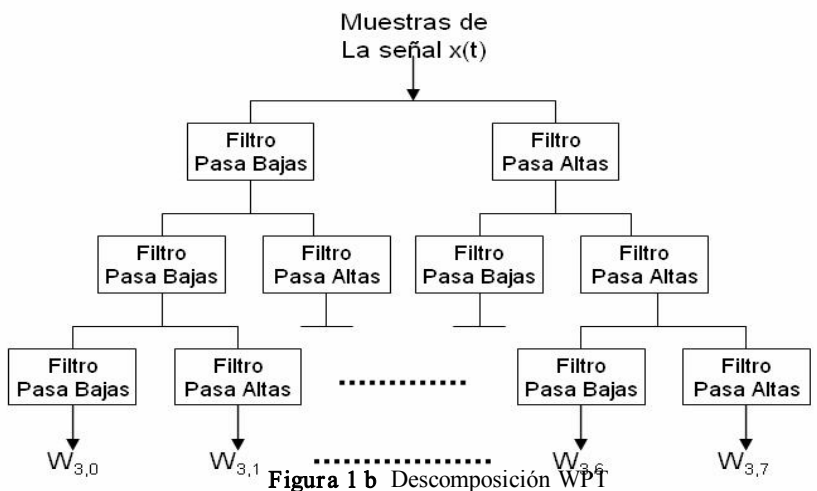 Muestras de
La señal x(t)
Filtro
Pasa Bajas
Filtro
Pasa Altas
Filtro
Pasa Bajas
Filtro
Pasa Altas
Filtro
Pasa Bajas
Filtro
Pasa Altas
Filtro
Pasa Bajas
Filtro
Pasa Altas
Filtro
Pasa Bajas
Filtro
Pasa Altas
W3,0
W3,1
W3,6
W3,7
Figura 1 b Descomposición WPT